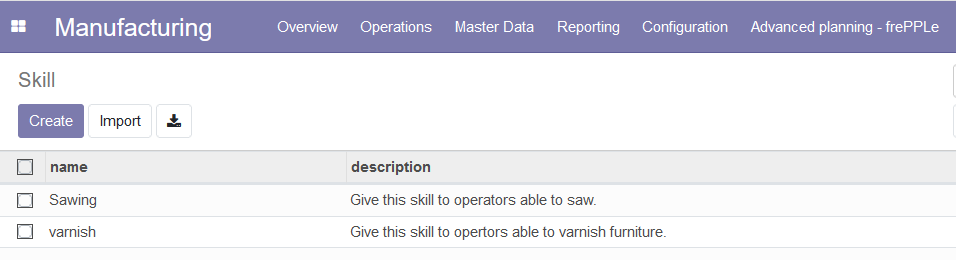 Manufacturing Overview Operations Master Data Reporting Configuration Advanced planning - frePPLe
Skill
Create Import
name description
Sawing Give this skill to operators able to saw.
varnish Give this skill to opertors able to varnish furniture.